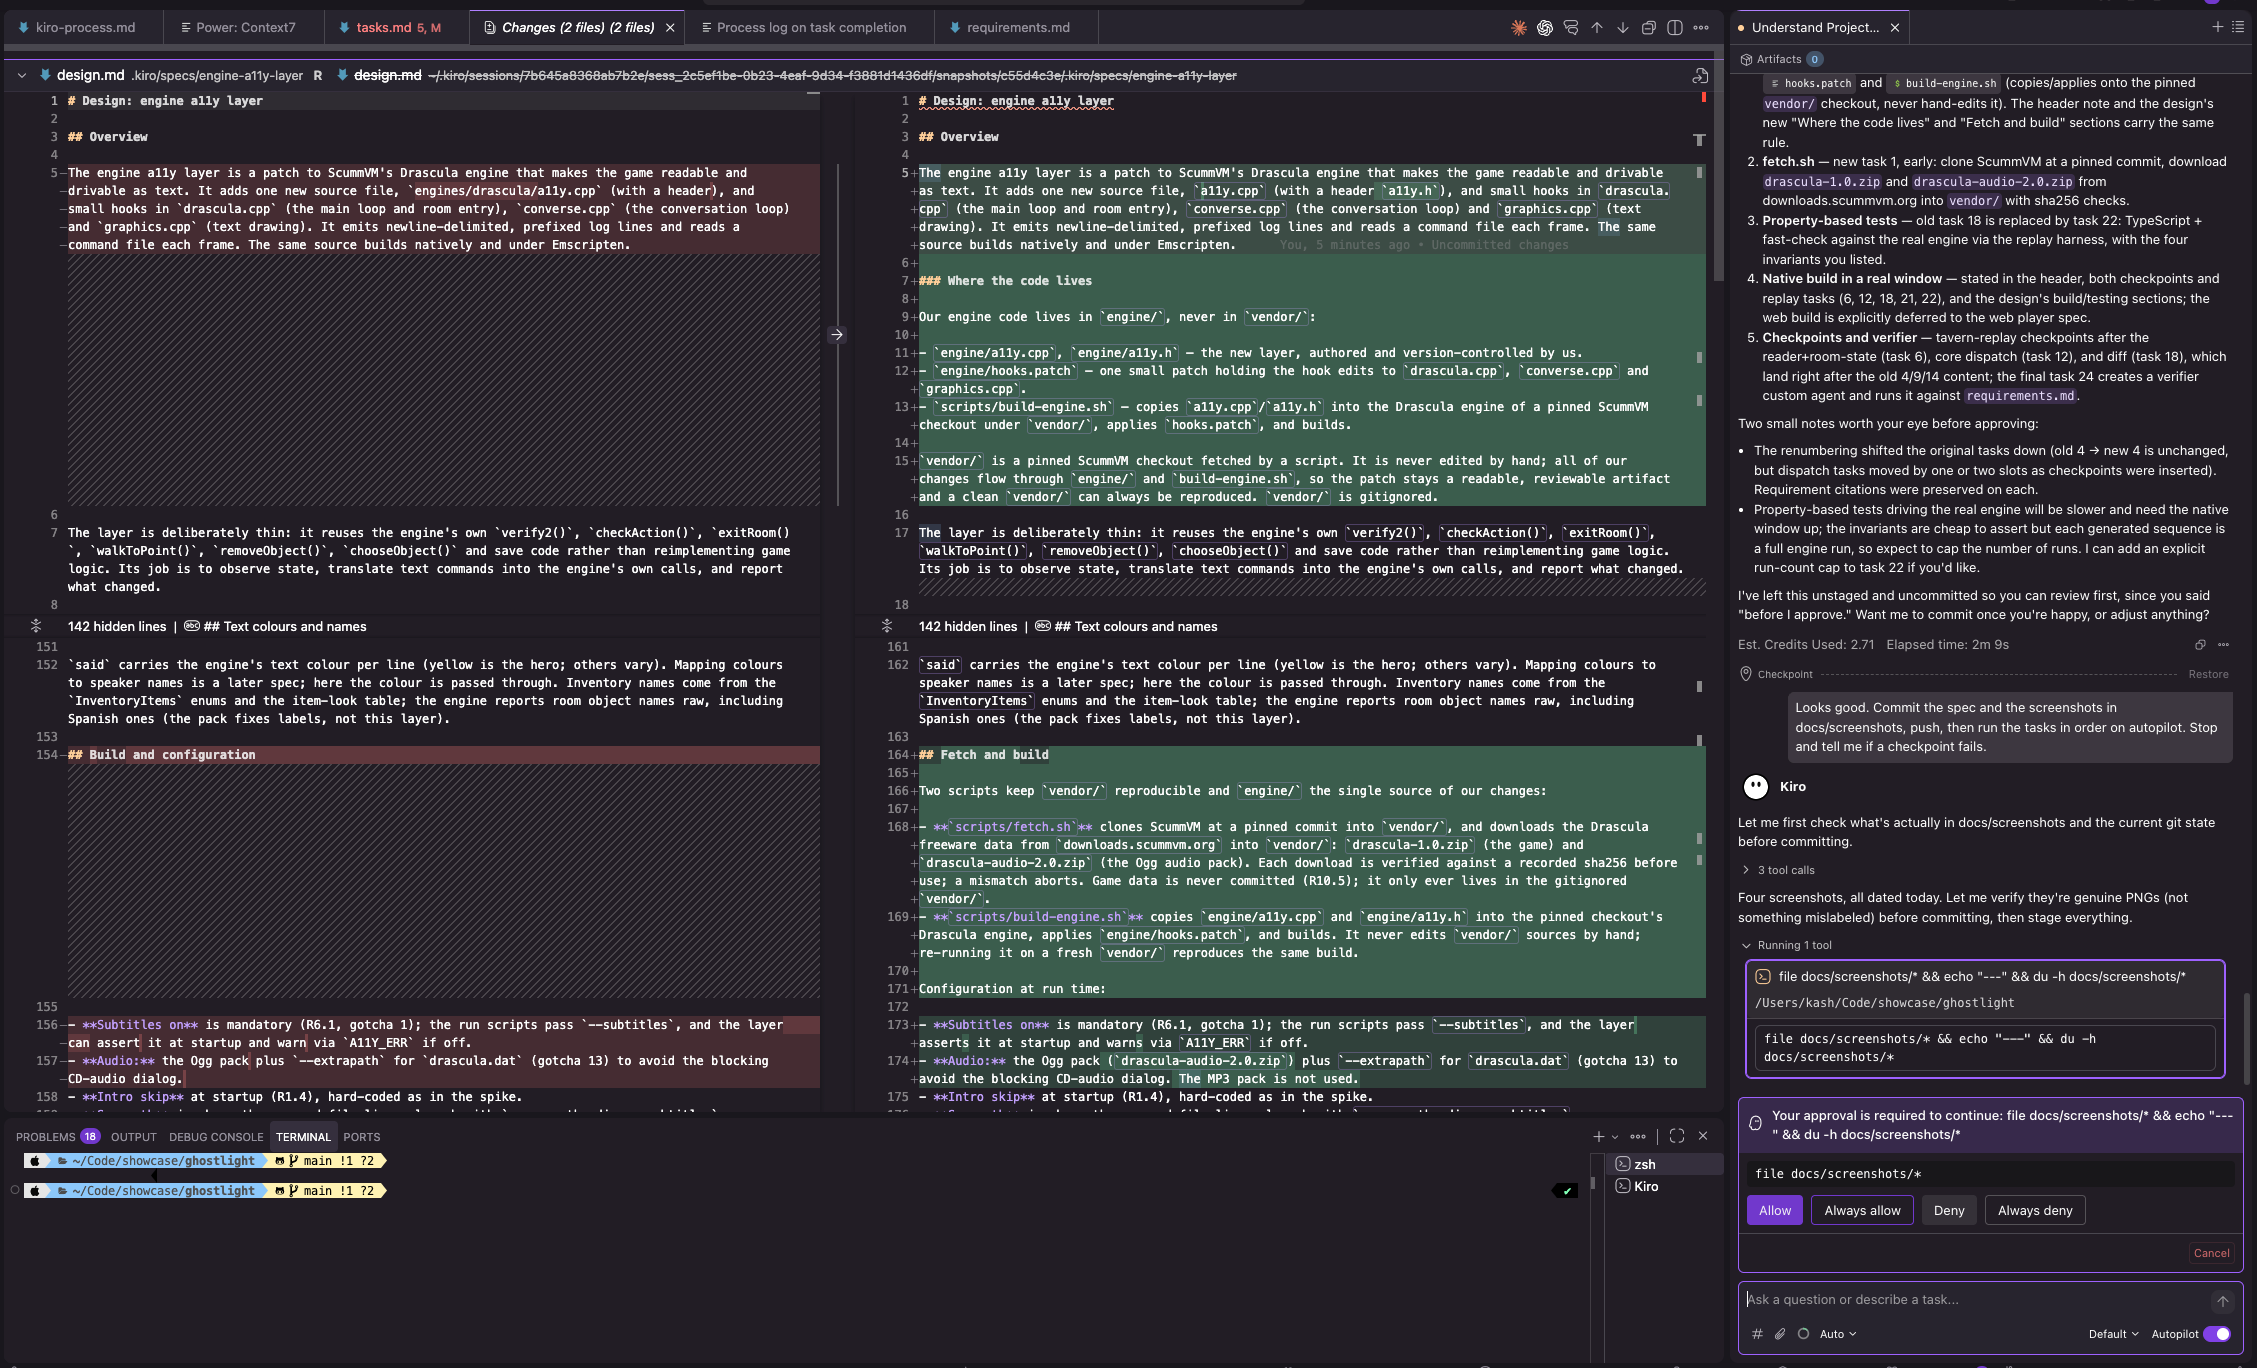 kiro-process.md
Power: Context7
tasks.md 5, M
Changes (2 files) (2 files)
Process log on task completion
requirements.md
design.md .kiro/specs/engine-a11y-layer R design.md ~/.kiro/sessions/7b645a8368ab7b2e/sess_2c5ef1be-0b23-4eaf-9d34-f3881d1436df/snapshots/c55d4c3e/.kiro/specs/engine-a11y-layer
1 # Design: engine a11y layer
2
3 ## Overview
4
5 The engine a11y layer is a patch to ScummVM's Dracula engine that makes the game readable and
drivable as text. It adds one new source file, `engines/drascula/a11y.cpp` (with a header), and
small hooks in `drascula.cpp` (the main loop and room entry), `converse.cpp` (the conversation loop)
and `graphics.cpp` (text drawing). It emits newline-delimited, prefixed log lines and reads a
command file each frame. The same source builds natively and under Emscripten.
6
7 The layer is deliberately thin: it reuses the engine's own `verify2()`, `checkAction()`, `exitRoom()
`, `walkToPoint()`, `removeObject()`, `chooseObject()` and save code rather than reimplementing game
logic. Its job is to observe state, translate text commands into the engine's own calls, and report
what changed.
8
142 hidden lines | ## Text colours and names
151
152 `said` carries the engine's text colour per line (yellow is the hero; others vary). Mapping colours
to speaker names is a later spec; here the colour is passed through. Inventory names come from the
`InventoryItems` enums and the item-look table; the engine reports room object names raw, including
Spanish ones (the pack fixes labels, not this layer).
153
154 ## Build and configuration
155
156 - **Subtitles on** is mandatory (R6.1, gotcha 1); the run scripts pass `--subtitles`, and the layer
can assert it at startup and warn via `A11Y_ERR` if off.
157 - **Audio:** the Ogg pack plus `--extrapath` for `drascula.dat` (gotcha 13) to avoid the blocking
CD-audio dialog.
158 - **Intro skip** at startup (R1.4), hard-coded as in the spike.
1 # Design: engine a11y layer
2
3 ## Overview
4
5+ The engine a11y layer is a patch to ScummVM's Drascula engine that makes the game readable and drivable
+as text. It adds one new source file, `a11y.cpp` (with a header `a11y.h`), and small hooks in `drascula.
+cpp` (the main loop and room entry), `converse.cpp` (the conversation loop) and `graphics.cpp` (text
+drawing). It emits newline-delimited, prefixed log lines and reads a command file each frame. The same
+source builds natively and under Emscripten. You, 5 minutes ago • Uncommitted changes
6+
7+ ### Where the code lives
8+
9+ Our engine code lives in `engine/`, never in `vendor/`:
10+
11+ - `engine/a11y.cpp`, `engine/a11y.h` — the new layer, authored and version-controlled by us.
12+ - `engine/hooks.patch` — one small patch holding the hook edits to `drascula.cpp`, `converse.cpp` and
+`graphics.cpp`.
13+ - `scripts/build-engine.sh` — copies `a11y.cpp`/`a11y.h` into the Drascula engine of a pinned ScummVM
+checkout under `vendor/`, applies `hooks.patch`, and builds.
14+
15+ `vendor/` is a pinned ScummVM checkout fetched by a script. It is never edited by hand; all of our
+changes flow through `engine/` and `build-engine.sh`, so the patch stays a readable, reviewable artifact
+and a clean `vendor/` can always be reproduced. `vendor/` is gitignored.
16
17 The layer is deliberately thin: it reuses the engine's own `verify2()`, `checkAction()`, `exitRoom()`,
`walkToPoint()`, `removeObject()`, `chooseObject()` and save code rather than reimplementing game logic.
Its job is to observe state, translate text commands into the engine's own calls, and report what changed.
18
142 hidden lines | ## Text colours and names
161
162 `said` carries the engine's text colour per line (yellow is the hero; others vary). Mapping colours to
speaker names is a later spec; here the colour is passed through. Inventory names come from the
`InventoryItems` enums and the item-look table; the engine reports room object names raw, including
Spanish ones (the pack fixes labels, not this layer).
163
164+ ## Fetch and build
165+
166+ Two scripts keep `vendor/` reproducible and `engine/` the single source of our changes:
167+
168+ - **`scripts/fetch.sh`** clones ScummVM at a pinned commit into `vendor/`, and downloads the Drascula
+freeware data from `downloads.scummvm.org` into `vendor/`: `drascula-1.0.zip` (the game) and
+`drascula-audio-2.0.zip` (the Ogg audio pack). Each download is verified against a recorded sha256 before
+use; a mismatch aborts. Game data is never committed (R10.5); it only ever lives in the gitignored
+`vendor/`.
169+ - **`scripts/build-engine.sh`** copies `engine/a11y.cpp` and `engine/a11y.h` into the pinned checkout's
+Drascula engine, applies `engine/hooks.patch`, and builds. It never edits `vendor/` sources by hand;
+re-running it on a fresh `vendor/` reproduces the same build.
170+
171+ Configuration at run time:
172
173+ - **Subtitles on** is mandatory (R6.1, gotcha 1); the run scripts pass `--subtitles`, and the layer
+asserts it at startup and warns via `A11Y_ERR` if off.
174+ - **Audio:** the Ogg pack (`drascula-audio-2.0.zip`) plus `--extrapath` for `drascula.dat` (gotcha 13) to
+avoid the blocking CD-audio dialog. The MP3 pack is not used.
175 - **Intro skip** at startup (R1.4), hard-coded as in the spike.
PROBLEMS 18 OUTPUT DEBUG CONSOLE TERMINAL PORTS
~/Code/showcase/ghostlight main !1 ?2
~/Code/showcase/ghostlight main !1 ?2
zsh
Kiro
Understand Project...
Artifacts 0
hooks.patch and $ build-engine.sh (copies/applies onto the pinned
vendor/ checkout, never hand-edits it). The header note and the design's
new "Where the code lives" and "Fetch and build" sections carry the same
rule.
2. fetch.sh — new task 1, early: clone ScummVM at a pinned commit, download
drascula-1.0.zip and drascula-audio-2.0.zip from
downloads.scummvm.org into vendor/ with sha256 checks.
3. Property-based tests — old task 18 is replaced by task 22: TypeScript +
fast-check against the real engine via the replay harness, with the four
invariants you listed.
4. Native build in a real window — stated in the header, both checkpoints and
replay tasks (6, 12, 18, 21, 22), and the design's build/testing sections; the
web build is explicitly deferred to the web player spec.
5. Checkpoints and verifier — tavern-replay checkpoints after the
reader+room-state (task 6), core dispatch (task 12), and diff (task 18), which
land right after the old 4/9/14 content; the final task 24 creates a verifier
custom agent and runs it against requirements.md.
Two small notes worth your eye before approving:
• The renumbering shifted the original tasks down (old 4 → new 4 is unchanged,
but dispatch tasks moved by one or two slots as checkpoints were inserted).
Requirement citations were preserved on each.
• Property-based tests driving the real engine will be slower and need the native
window up; the invariants are cheap to assert but each generated sequence is
a full engine run, so expect to cap the number of runs. I can add an explicit
run-count cap to task 22 if you'd like.
I've left this unstaged and uncommitted so you can review first, since you said
"before I approve." Want me to commit once you're happy, or adjust anything?
Est. Credits Used: 2.71 Elapsed time: 2m 9s
Checkpoint Restore
Looks good. Commit the spec and the screenshots in
docs/screenshots, push, then run the tasks in order on autopilot. Stop
and tell me if a checkpoint fails.
Kiro
Let me first check what's actually in docs/screenshots and the current git state
before committing.
3 tool calls
Four screenshots, all dated today. Let me verify they're genuine PNGs (not
something mislabeled) before committing, then stage everything.
Running 1 tool
file docs/screenshots/* && echo "---" && du -h docs/screenshots/*
/Users/kash/Code/showcase/ghostlight
file docs/screenshots/* && echo "---" && du -h
docs/screenshots/*
Your approval is required to continue: file docs/screenshots/* && echo "---
" && du -h docs/screenshots/*
file docs/screenshots/*
Allow Always allow Deny Always deny
Cancel
Ask a question or describe a task...
Auto
Default Autopilot